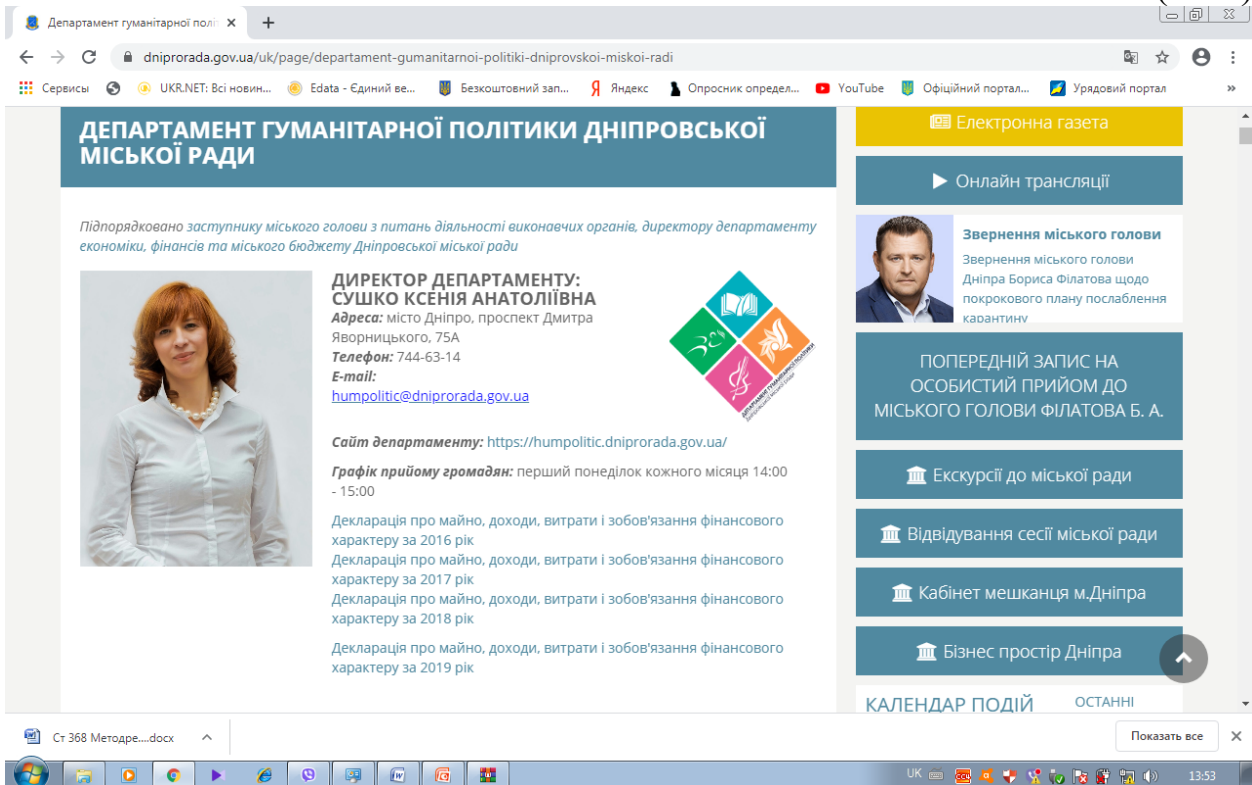 Департамент гуманітарної полі
dniprorada.gov.ua/uk/page/departament-gumanitarnoi-politiki-dniprovskoi-miskoi-radi
Сервисы
UKR.NET: Всі новин...
Edata - Єдиний ве...
Безкоштовний зап...
Яндекс
Опросник определ...
YouTube
Офіційний портал...
Урядовий портал
»
ДЕПАРТАМЕНТ ГУМАНІТАРНОЇ ПОЛІТИКИ ДНІПРОВСЬКОЇ
МІСЬКОЇ РАДИ
Підпорядковано заступнику міського голови з питань діяльності виконавчих органів, директору департаменту
економіки, фінансів та міського бюджету Дніпровської міської ради
ДИРЕКТОР ДЕПАРТАМЕНТУ:
СУШКО КСЕНІЯ АНАТОЛІЇВНА
Адреса: місто Дніпро, проспект Дмитра
Яворницького, 75А
Телефон: 744-63-14
E-mail:
humpolitic@dniprorada.gov.ua
ДЕПАРТАМЕНТ ГУМАНІТАРНОЇ ПОЛІТИКИ
ДНІПРОВСЬКОЇ МІСЬКОЇ РАДИ
Сайт департаменту: https://humpolitic.dniprorada.gov.ua/
Графік прийому громадян: перший понеділок кожного місяця 14:00
- 15:00
Декларація про майно, доходи, витрати і зобов'язання фінансового
характеру за 2016 рік
Декларація про майно, доходи, витрати і зобов'язання фінансового
характеру за 2017 рік
Декларація про майно, доходи, витрати і зобов'язання фінансового
характеру за 2018 рік
Декларація про майно, доходи, витрати і зобов'язання фінансового
характеру за 2019 рік
Електронна газета
Онлайн трансляції
Звернення міського голови
Звернення міського голови
Дніпра Бориса Філатова щодо
покрокового плану послаблення
карантину
ПОПЕРЕДНІЙ ЗАПИС НА
ОСОБИСТИЙ ПРИЙОМ ДО
МІСЬКОГО ГОЛОВИ ФІЛАТОВА Б. А.
Екскурсії до міської ради
Відвідування сесії міської ради
Кабінет мешканця м.Дніпра
Бізнес простір Дніпра
КАЛЕНДАР ПОДІЙ
ОСТАННІ
Ст 368 Методре....docx
Показать все
UK
13:53